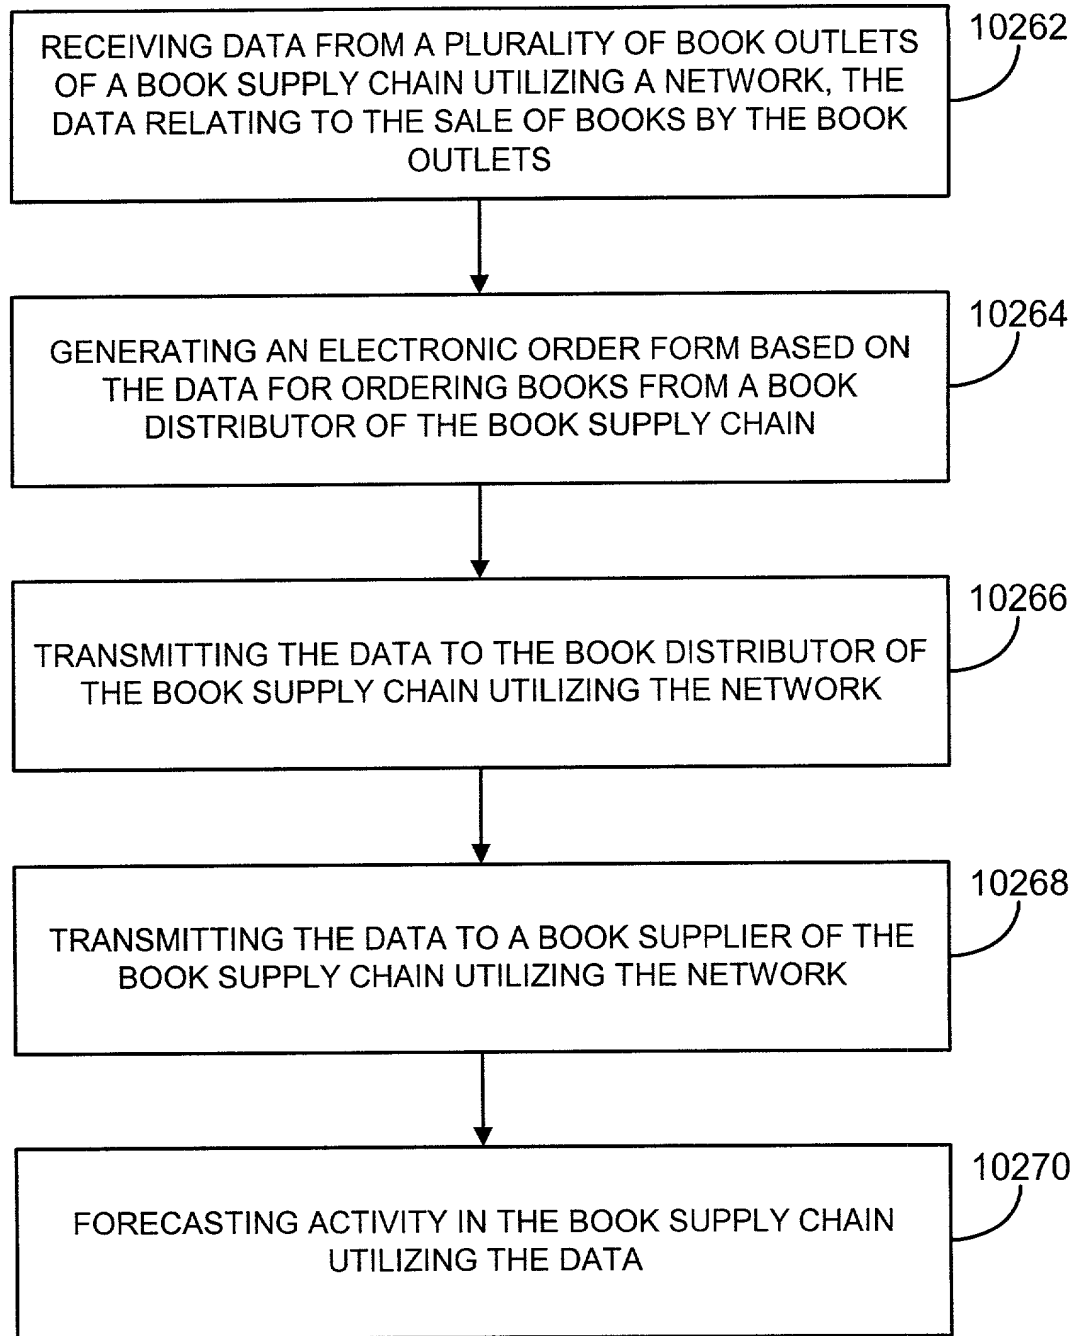 RECEIVING DATA FROM A PLURALITY OF BOOK OUTLETS
OF A BOOK SUPPLY CHAIN UTILIZING A NETWORK, THE
DATA RELATING TO THE SALE OF BOOKS BY THE BOOK
OUTLETS
10262
GENERATING AN ELECTRONIC ORDER FORM BASED ON
THE DATA FOR ORDERING BOOKS FROM A BOOK
DISTRIBUTOR OF THE BOOK SUPPLY CHAIN
10264
TRANSMITTING THE DATA TO THE BOOK DISTRIBUTOR OF
THE BOOK SUPPLY CHAIN UTILIZING THE NETWORK
10266
TRANSMITTING THE DATA TO A BOOK SUPPLIER OF THE
BOOK SUPPLY CHAIN UTILIZING THE NETWORK
10268
FORECASTING ACTIVITY IN THE BOOK SUPPLY CHAIN
UTILIZING THE DATA
10270